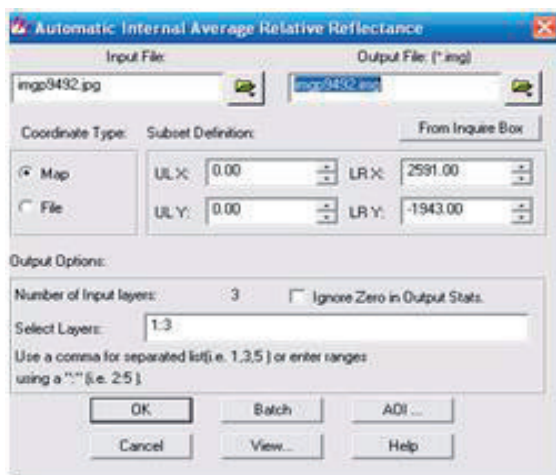 Automatic Internal Average Relative Reflectance
Input File: Output File: (*.img)
imgp9492.jpg imgp9492.img
Coordinate Type: Subset Definition: From Inquire Box
Map UL X: 0.00 LR X: 2591.00
File UL Y: 0.00 LR Y: -1943.00
Output Options:
Number of Input layers: 3 Ignore Zero in Output Stats.
Select Layers: 1:3
Use a comma for separated list(i.e. 1,3,5 ) or enter ranges
using a ":" (i.e. 2:5 ).
OK Batch AOI ...
Cancel View... Help